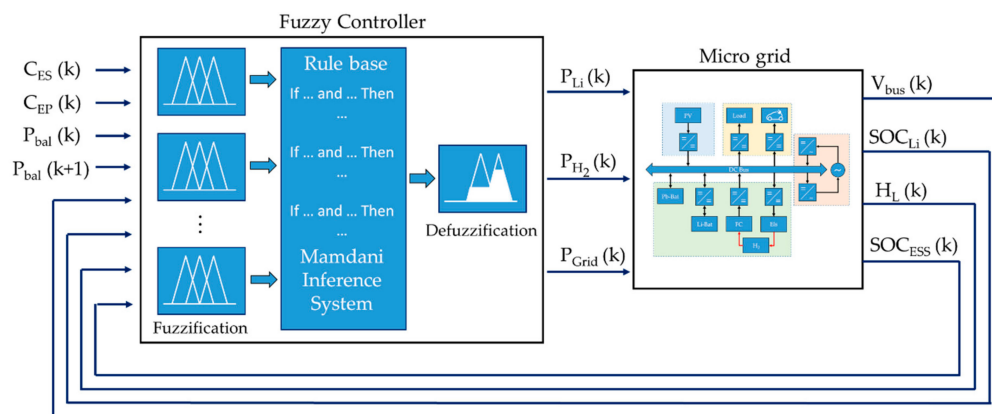 Fuzzy Controller
C_ES (k)
C_EP (k)
P_bal (k)
P_bal (k+1)
⋮
Fuzzification
Rule base
If ... and ... Then
...
If ... and ... Then
...
If ... and ... Then
...
Mamdani
Inference
System
Defuzzification
P_Li (k)
P_H₂ (k)
P_Grid (k)
Micro grid
PV
Load
DC Bus
Pb-Bat
Li-Bat
FC
H₂
V_bus (k)
SOC_Li (k)
H_L (k)
SOC_ESS (k)